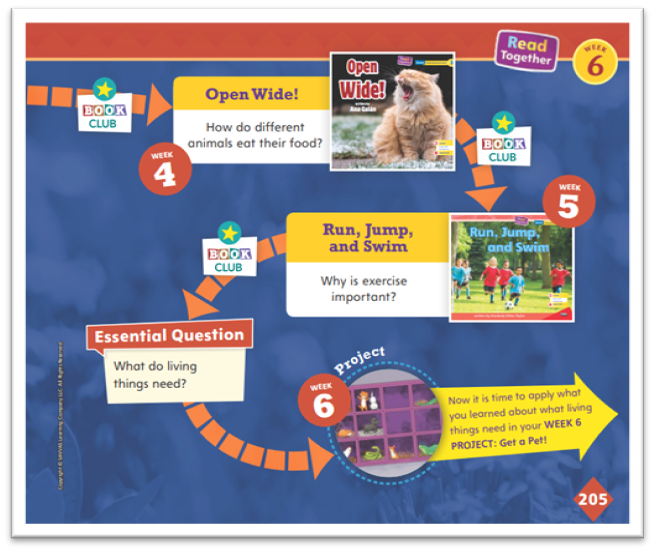 Read
Together
WEEK
6
BOOK
CLUB
Open Wide!
How do different
animals eat their food?
WEEK
4
Open
Wide!
written by
Ana Galán
BOOK
CLUB
WEEK
5
BOOK
CLUB
Run, Jump,
and Swim
Why is exercise
important?
Run, Jump,
and Swim
Essential Question
What do living
things need?
Project
WEEK
6
Now it is time to apply what
you learned about what living
things need in your WEEK 6
PROJECT: Get a Pet!
Copyright © SAVVAS Learning Company LLC. All Rights Reserved.
205